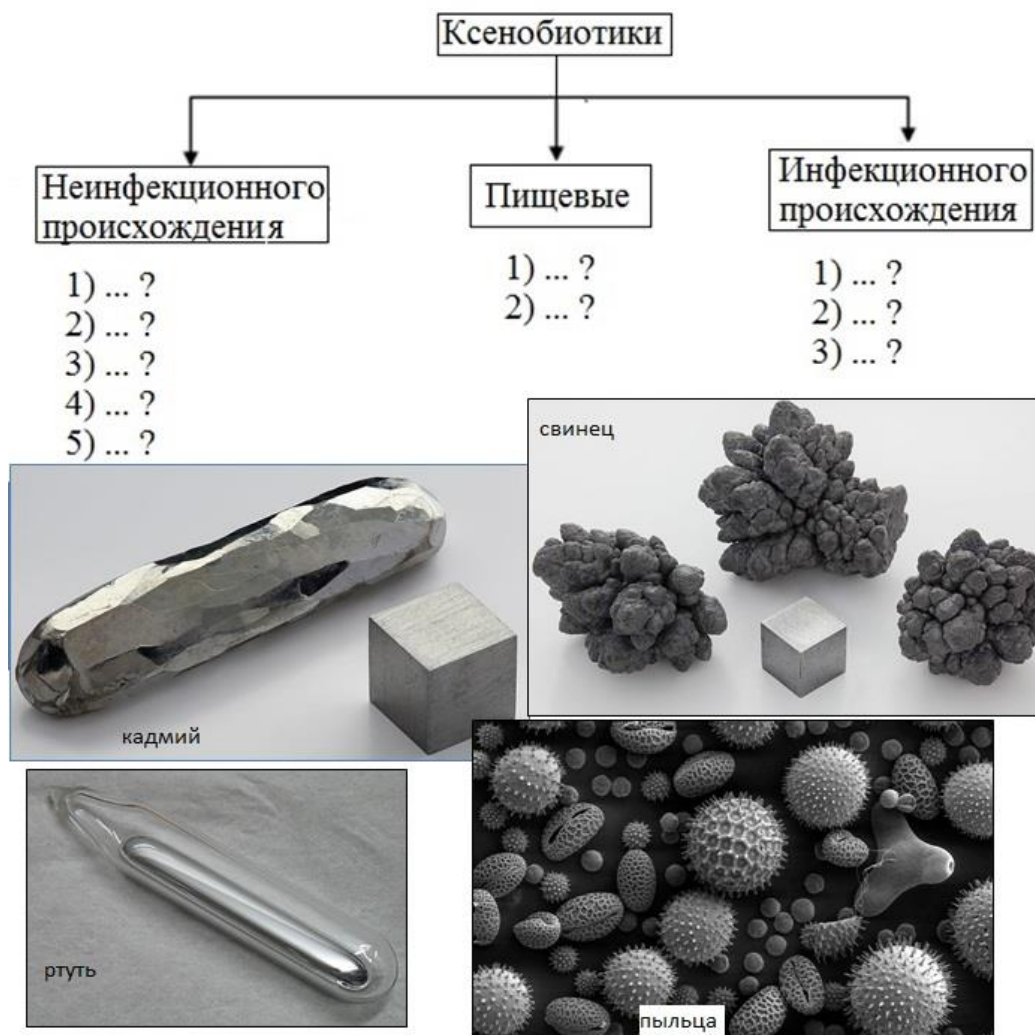 Ксенобиотики
Неинфекционного
происхождения
Пищевые
Инфекционного
происхождения
1) ... ?
2) ... ?
3) ... ?
4) ... ?
5) ... ?
1) ... ?
2) ... ?
1) ... ?
2) ... ?
3) ... ?
свинец
кадмий
ртуть
пыльца